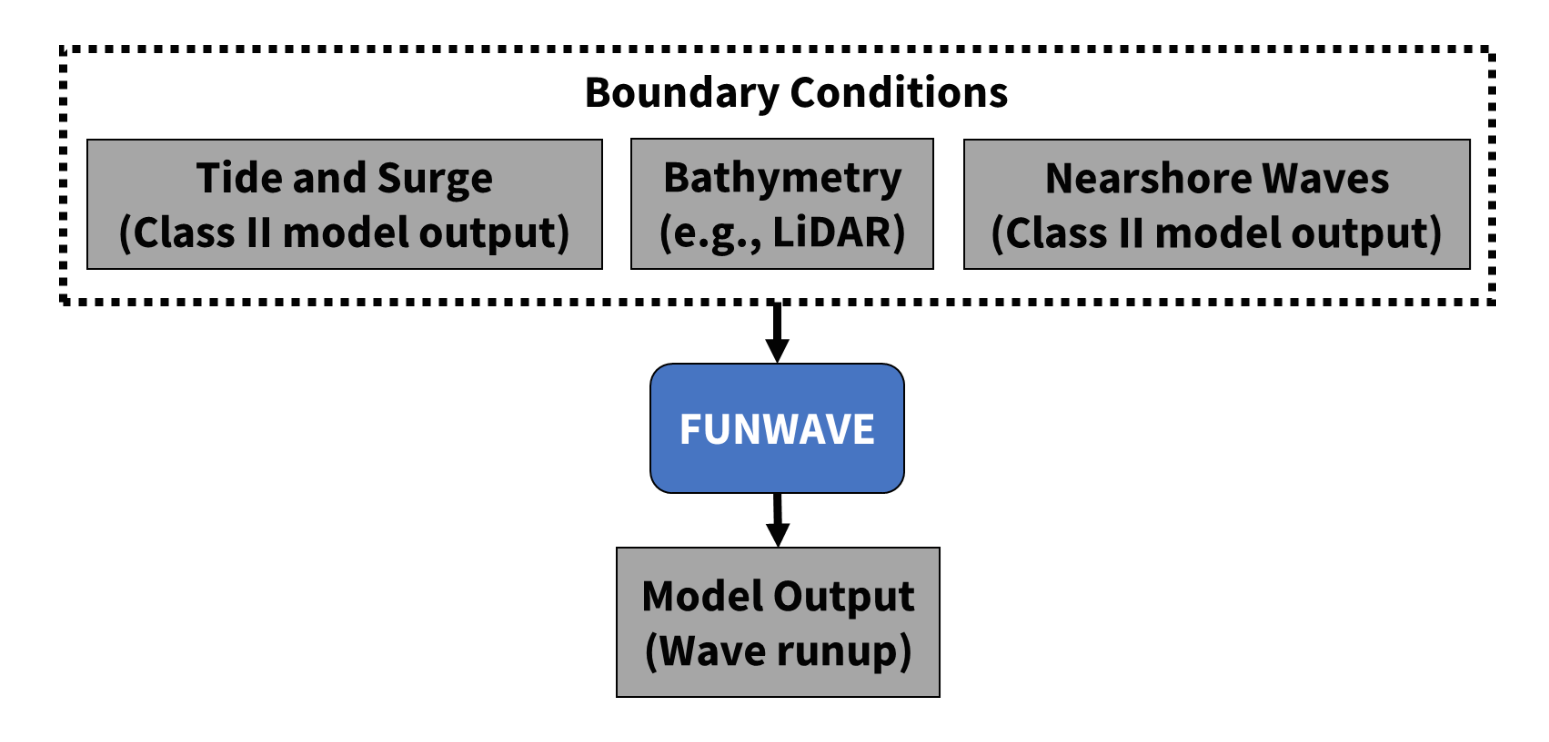 Boundary Conditions
Tide and Surge
(Class II model output)
Bathymetry
(e.g., LiDAR)
Nearshore Waves
(Class II model output)
FUNWAVE
Model Output
(Wave runup)